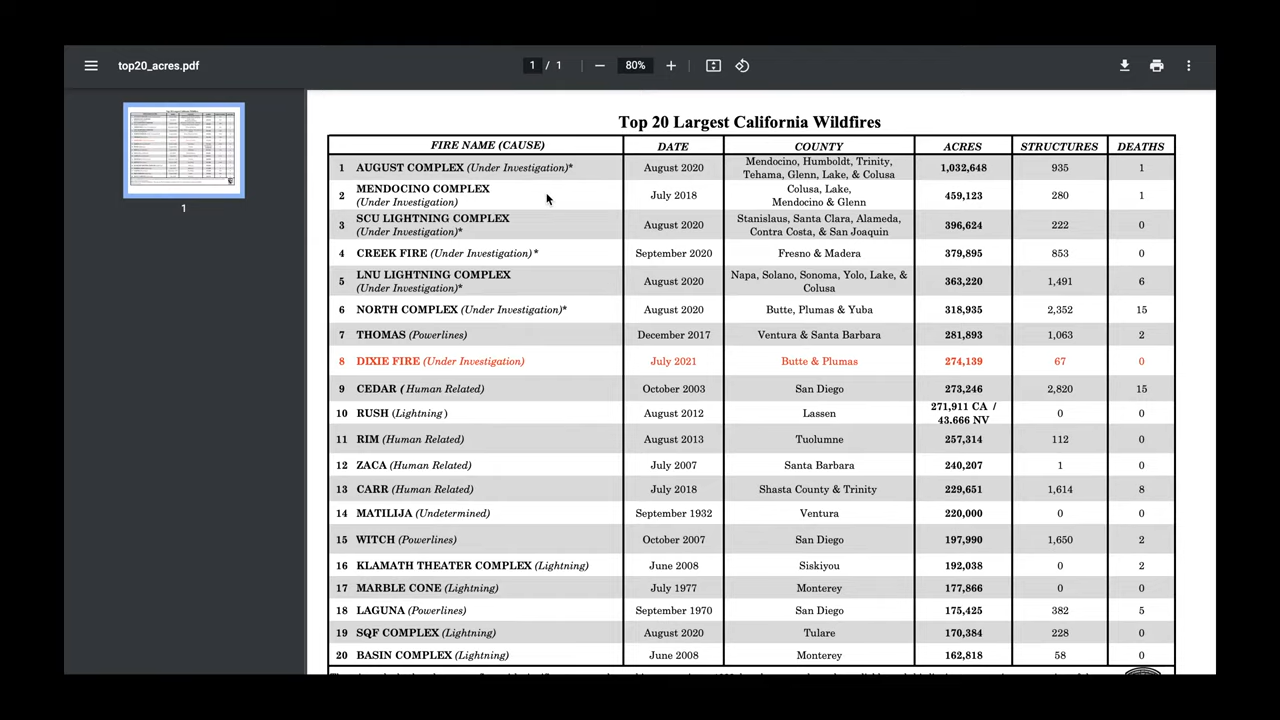 top20_acres.pdf
1 / 1
80%
1
Top 20 Largest California Wildfires
FIRE NAME (CAUSE) DATE COUNTY ACRES STRUCTURES DEATHS
1 AUGUST COMPLEX (Under Investigation)* August 2020 Mendocino, Humboldt, Trinity, 1,032,648 935 1
Tehama, Glenn, Lake, & Colusa
2 MENDOCINO COMPLEX July 2018 Colusa, Lake, 459,123 280 1
(Under Investigation) Mendocino & Glenn
3 SCU LIGHTNING COMPLEX August 2020 Stanislaus, Santa Clara, Alameda, 396,624 222 0
(Under Investigation)* Contra Costa, & San Joaquin
4 CREEK FIRE (Under Investigation) * September 2020 Fresno & Madera 379,895 853 0
5 LNU LIGHTNING COMPLEX August 2020 Napa, Solano, Sonoma, Yolo, Lake, & 363,220 1,491 6
(Under Investigation)* Colusa
6 NORTH COMPLEX (Under Investigation)* August 2020 Butte, Plumas & Yuba 318,935 2,352 15
7 THOMAS (Powerlines) December 2017 Ventura & Santa Barbara 281,893 1,063 2
8 DIXIE FIRE (Under Investigation) July 2021 Butte & Plumas 274,139 67 0
9 CEDAR ( Human Related) October 2003 San Diego 273,246 2,820 15
10 RUSH (Lightning ) August 2012 Lassen 271,911 CA / 0 0
43.666 NV
11 RIM (Human Related) August 2013 Tuolumne 257,314 112 0
12 ZACA (Human Related) July 2007 Santa Barbara 240,207 1 0
13 CARR (Human Related) July 2018 Shasta County & Trinity 229,651 1,614 8
14 MATILIJA (Undetermined) September 1932 Ventura 220,000 0 0
15 WITCH (Powerlines) October 2007 San Diego 197,990 1,650 2
16 KLAMATH THEATER COMPLEX (Lightning) June 2008 Siskiyou 192,038 0 2
17 MARBLE CONE (Lightning) July 1977 Monterey 177,866 0 0
18 LAGUNA (Powerlines) September 1970 San Diego 175,425 382 5
19 SQF COMPLEX (Lightning) August 2020 Tulare 170,384 228 0
20 BASIN COMPLEX (Lightning) June 2008 Monterey 162,818 58 0